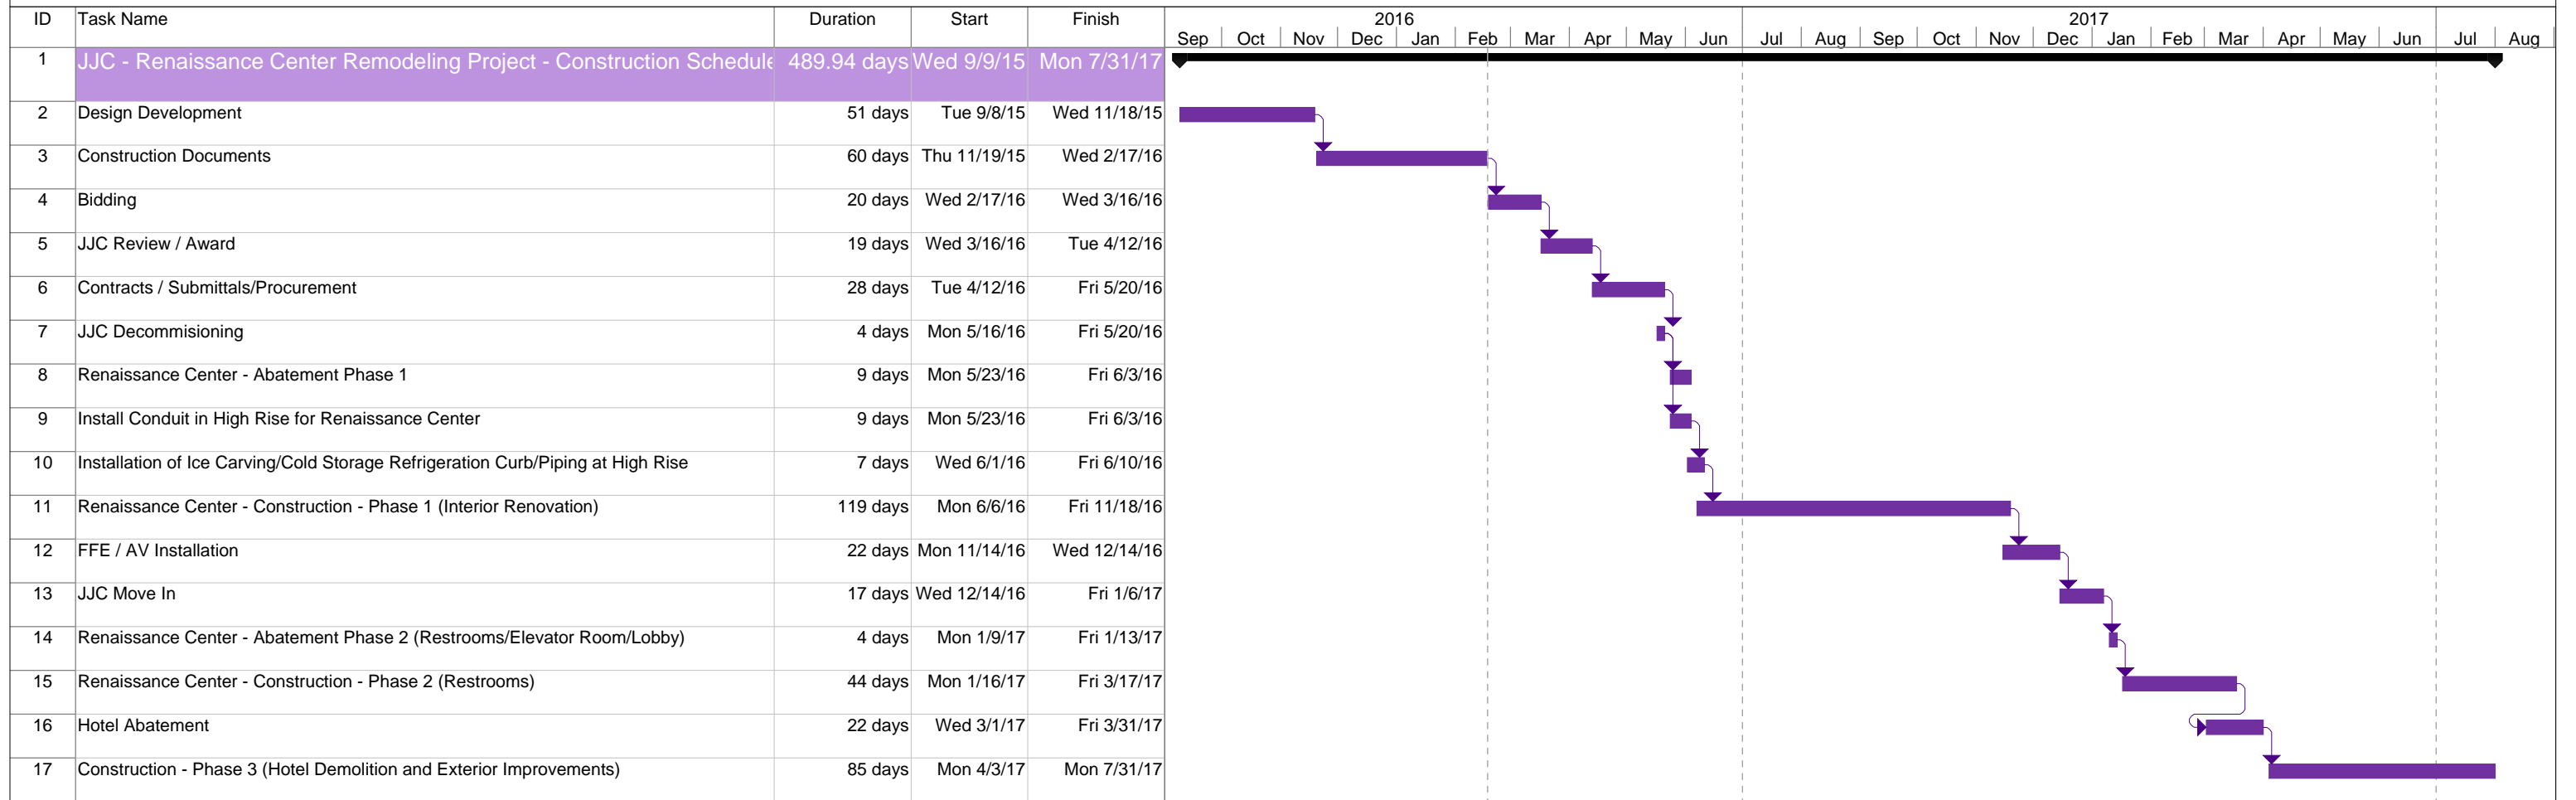 ID Task Name Duration Start Finish 2016 2017
Sep Oct Nov Dec Jan Feb Mar Apr May Jun Jul Aug Sep Oct Nov Dec Jan Feb Mar Apr May Jun Jul Aug
1 JJC - Renaissance Center Remodeling Project - Construction Schedule 489.94 days Wed 9/9/15 Mon 7/31/17
2 Design Development 51 days Tue 9/8/15 Wed 11/18/15
3 Construction Documents 60 days Thu 11/19/15 Wed 2/17/16
4 Bidding 20 days Wed 2/17/16 Wed 3/16/16
5 JJC Review / Award 19 days Wed 3/16/16 Tue 4/12/16
6 Contracts / Submittals/Procurement 28 days Tue 4/12/16 Fri 5/20/16
7 JJC Decommisioning 4 days Mon 5/16/16 Fri 5/20/16
8 Renaissance Center - Abatement Phase 1 9 days Mon 5/23/16 Fri 6/3/16
9 Install Conduit in High Rise for Renaissance Center 9 days Mon 5/23/16 Fri 6/3/16
10 Installation of Ice Carving/Cold Storage Refrigeration Curb/Piping at High Rise 7 days Wed 6/1/16 Fri 6/10/16
11 Renaissance Center - Construction - Phase 1 (Interior Renovation) 119 days Mon 6/6/16 Fri 11/18/16
12 FFE / AV Installation 22 days Mon 11/14/16 Wed 12/14/16
13 JJC Move In 17 days Wed 12/14/16 Fri 1/6/17
14 Renaissance Center - Abatement Phase 2 (Restrooms/Elevator Room/Lobby) 4 days Mon 1/9/17 Fri 1/13/17
15 Renaissance Center - Construction - Phase 2 (Restrooms) 44 days Mon 1/16/17 Fri 3/17/17
16 Hotel Abatement 22 days Wed 3/1/17 Fri 3/31/17
17 Construction - Phase 3 (Hotel Demolition and Exterior Improvements) 85 days Mon 4/3/17 Mon 7/31/17